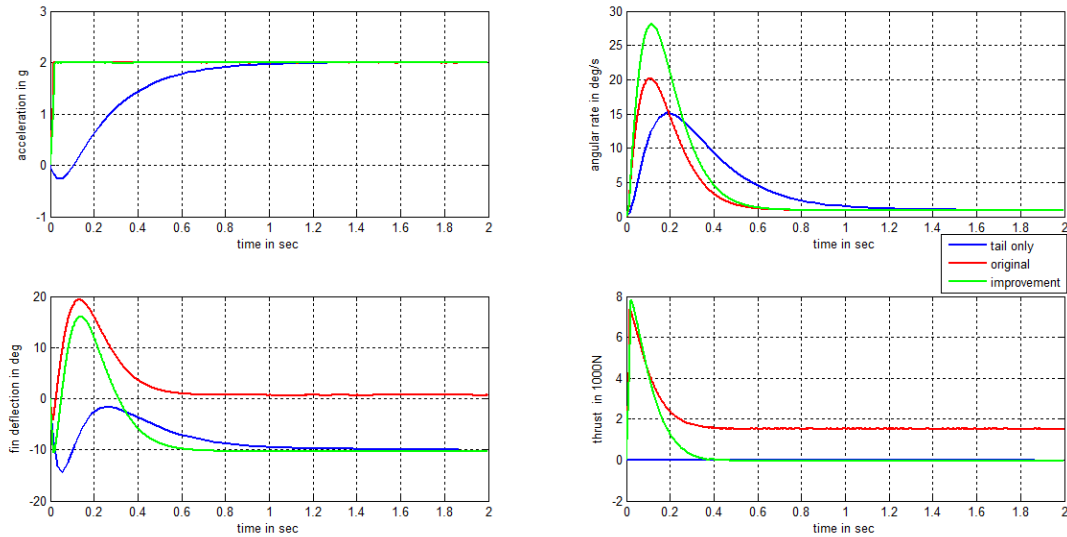 3
2
1
0
-1
acceleration in g
0 0.2 0.4 0.6 0.8 1 1.2 1.4 1.6 1.8 2
time in sec
30
25
20
15
10
5
0
angular rate in deg/s
0 0.2 0.4 0.6 0.8 1 1.2 1.4 1.6 1.8 2
time in sec
tail only
original
improvement
20
10
0
-10
-20
fin deflection in deg
0 0.2 0.4 0.6 0.8 1 1.2 1.4 1.6 1.8 2
time in sec
8
6
4
2
0
-2
thrust in 1000N
0 0.2 0.4 0.6 0.8 1 1.2 1.4 1.6 1.8 2
time in sec